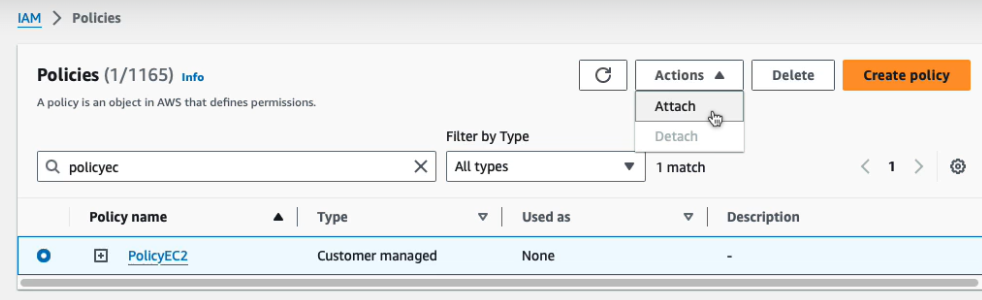 IAM > Policies
Policies (1/1165) Info
A policy is an object in AWS that defines permissions.
Actions
Delete
Create policy
Attach
Detach
Filter by Type
policyec
All types
1 match
1
Policy name
Type
Used as
Description
PolicyEC2
Customer managed
None
-